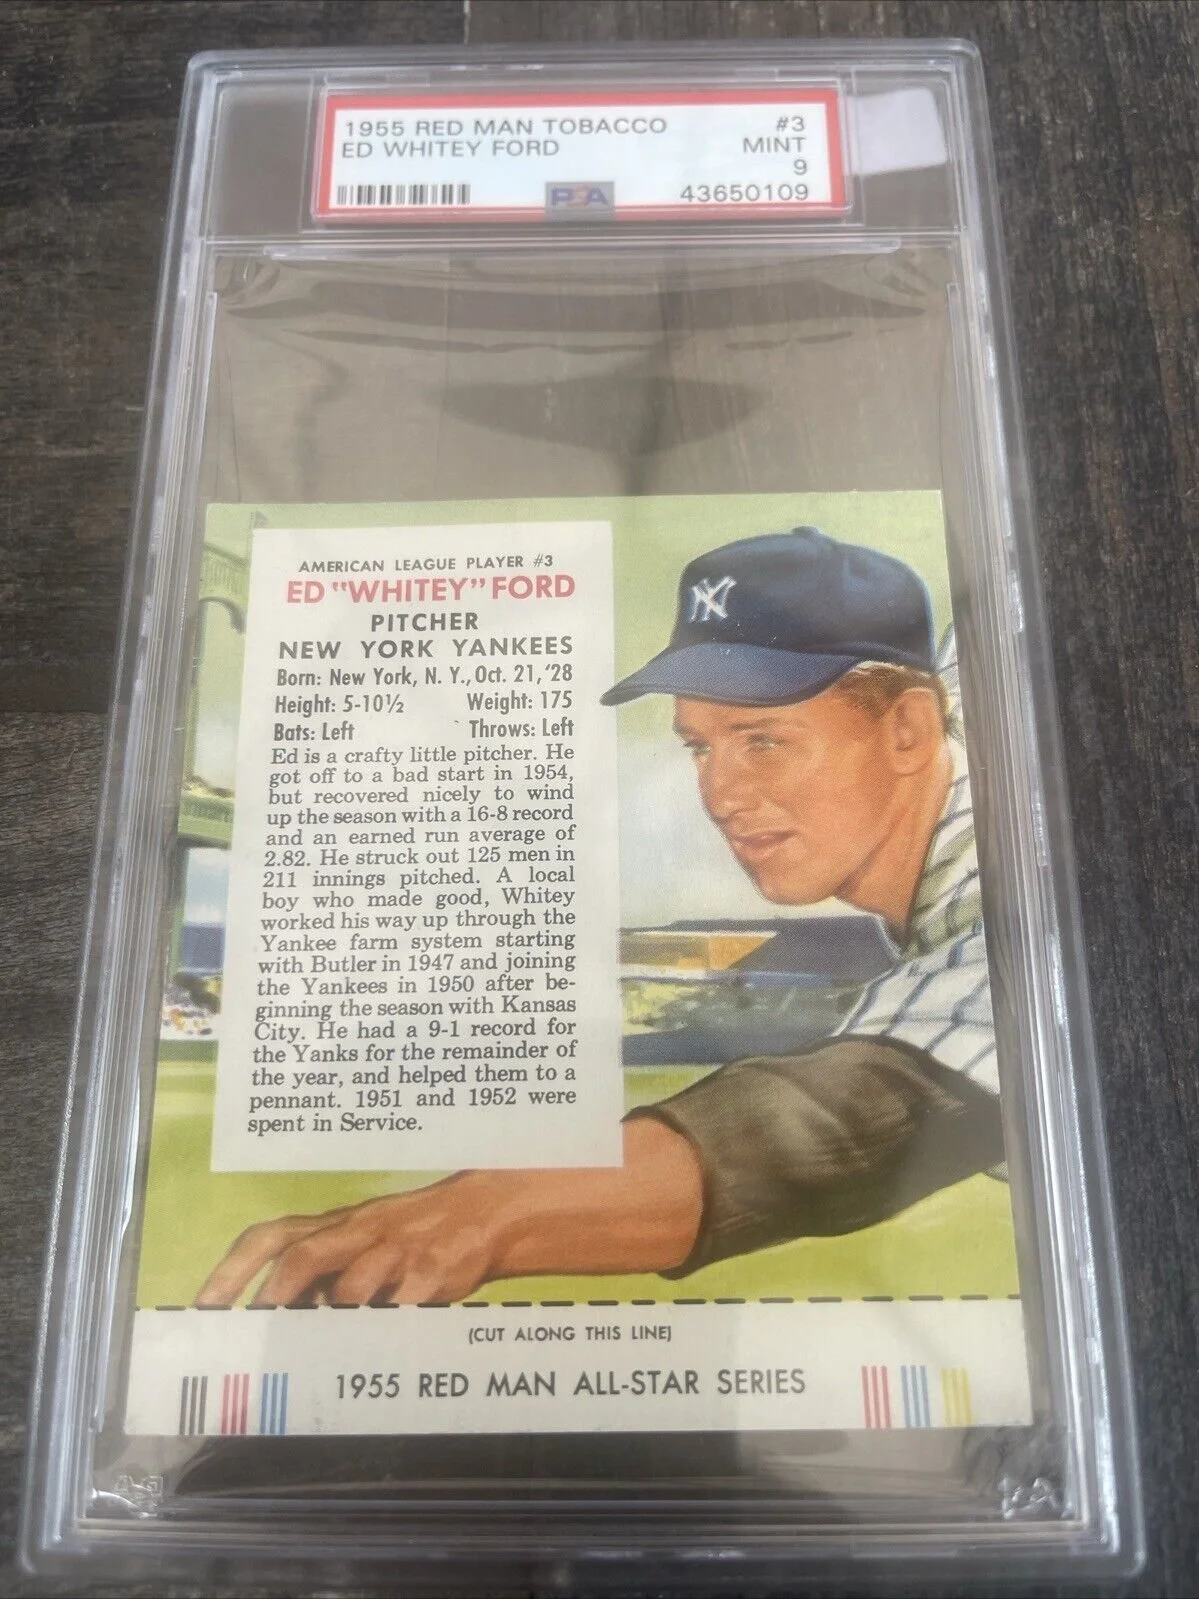 1955 RED MAN TOBACCO #3
ED WHITEY FORD MINT
9
PSA 43650109
AMERICAN LEAGUE PLAYER #3
ED "WHITEY" FORD
PITCHER
NEW YORK YANKEES
Born: New York, N. Y., Oct. 21, '28
Height: 5-10½ Weight: 175
Bats: Left Throws: Left
Ed is a crafty little pitcher. He
got off to a bad start in 1954,
but recovered nicely to wind
up the season with a 16-8 record
and an earned run average of
2.82. He struck out 125 men in
211 innings pitched. A local
boy who made good, Whitey
worked his way up through the
Yankee farm system starting
with Butler in 1947 and joining
the Yankees in 1950 after be-
ginning the season with Kansas
City. He had a 9-1 record for
the Yanks for the remainder of
the year, and helped them to a
pennant. 1951 and 1952 were
spent in Service.
NY
(CUT ALONG THIS LINE)
1955 RED MAN ALL-STAR SERIES